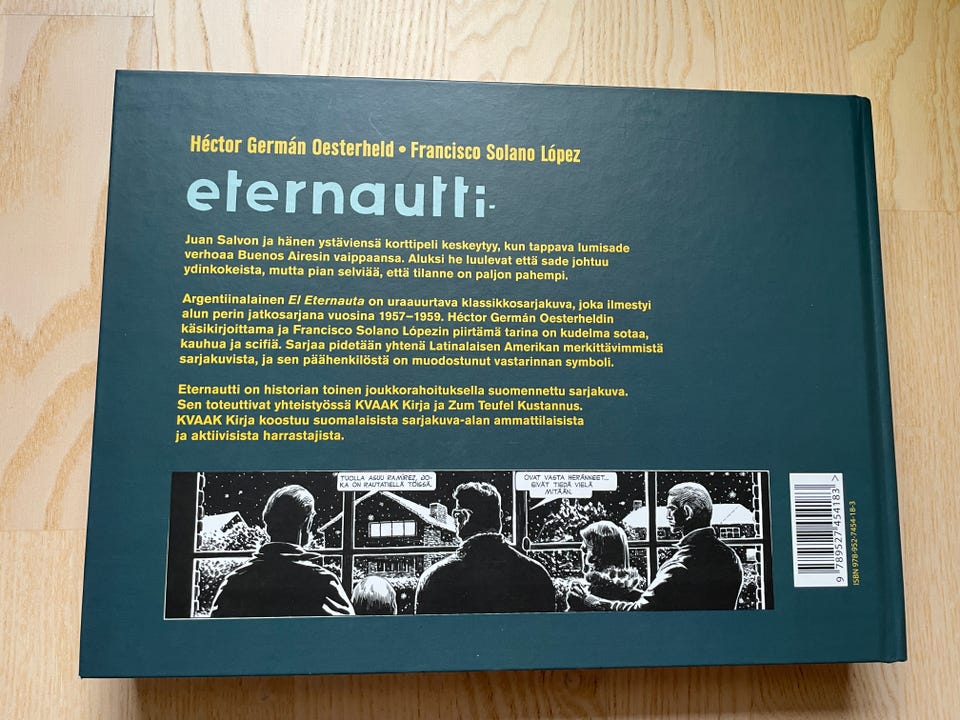 Héctor Germán Oesterheld • Francisco Solano López
eternautti
Juan Salvon ja hänen ystäviensä korttipeli keskeytyy, kun tappava lumisade
verhoaa Buenos Airesin vaippaansa. Aluksi he luulevat että sade johtuu
ydinkokeista, mutta pian selviää, että tilanne on paljon pahempi.
Argentiinalainen El Eternauta on uraauurtava klassikkosarjakuva, joka ilmestyi
alun perin jatkosarjana vuosina 1957–1959. Héctor Germán Oesterheldin
käsikirjoittama ja Francisco Solano Lópezin piirtämä tarina on kudelma sotaa,
kauhua ja scifiä. Sarjaa pidetään yhtenä Latinalaisen Amerikan merkittävimmistä
sarjakuvista, ja sen päähenkilöstä on muodostunut vastarinnan symboli.
Eternautti on historian toinen joukkorahoituksella suomennettu sarjakuva.
Sen toteuttivat yhteistyössä KVAAK Kirja ja Zum Teufel Kustannus.
KVAAK Kirja koostuu suomalaisista sarjakuva-alan ammattilaisista
ja aktiivisista harrastajista.
TUOLLA ASUU RAMIREZ, JO-
KA ON RAUTATIELLÄ TÖISSÄ.
OVAT VASTA HERÄNNEET...
EIVÄT TIEDÄ VIELÄ
MITÄÄN.
9 789527 454183 >
ISBN 978-952-7454-18-3